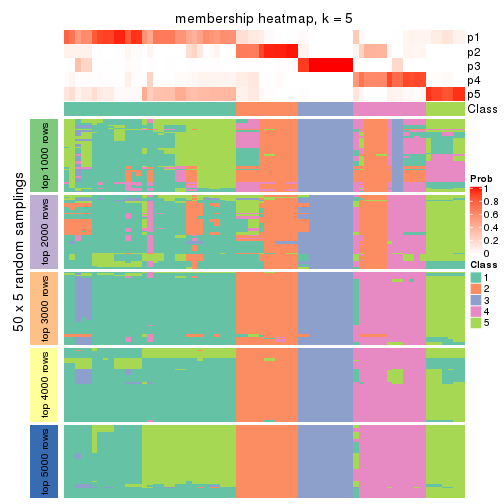 membership heatmap, k = 5
p1
p2
p3
p4
p5
Class
50 x 5 random samplings
top 1000 rows
top 2000 rows
top 3000 rows
top 4000 rows
top 5000 rows
Prob
1
0.8
0.6
0.4
0.2
0
Class
1
2
3
4
5